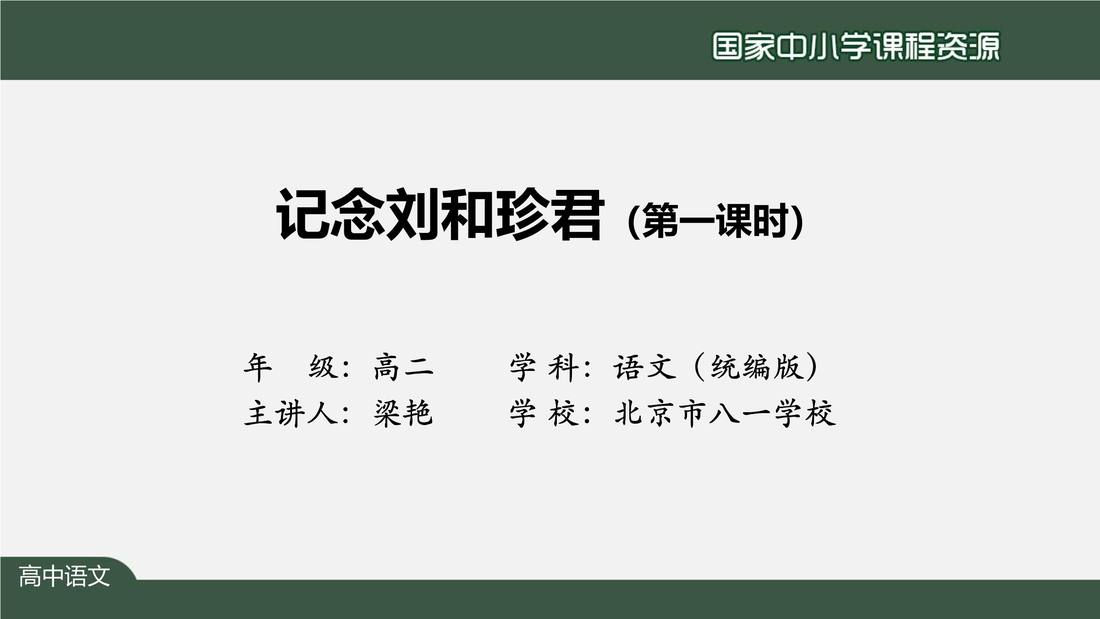 国家中小学课程资源
记念刘和珍君（第一课时）
年 级：高二 学 科：语文（统编版）
主讲人：梁艳 学 校：北京市八一学校
高中语文